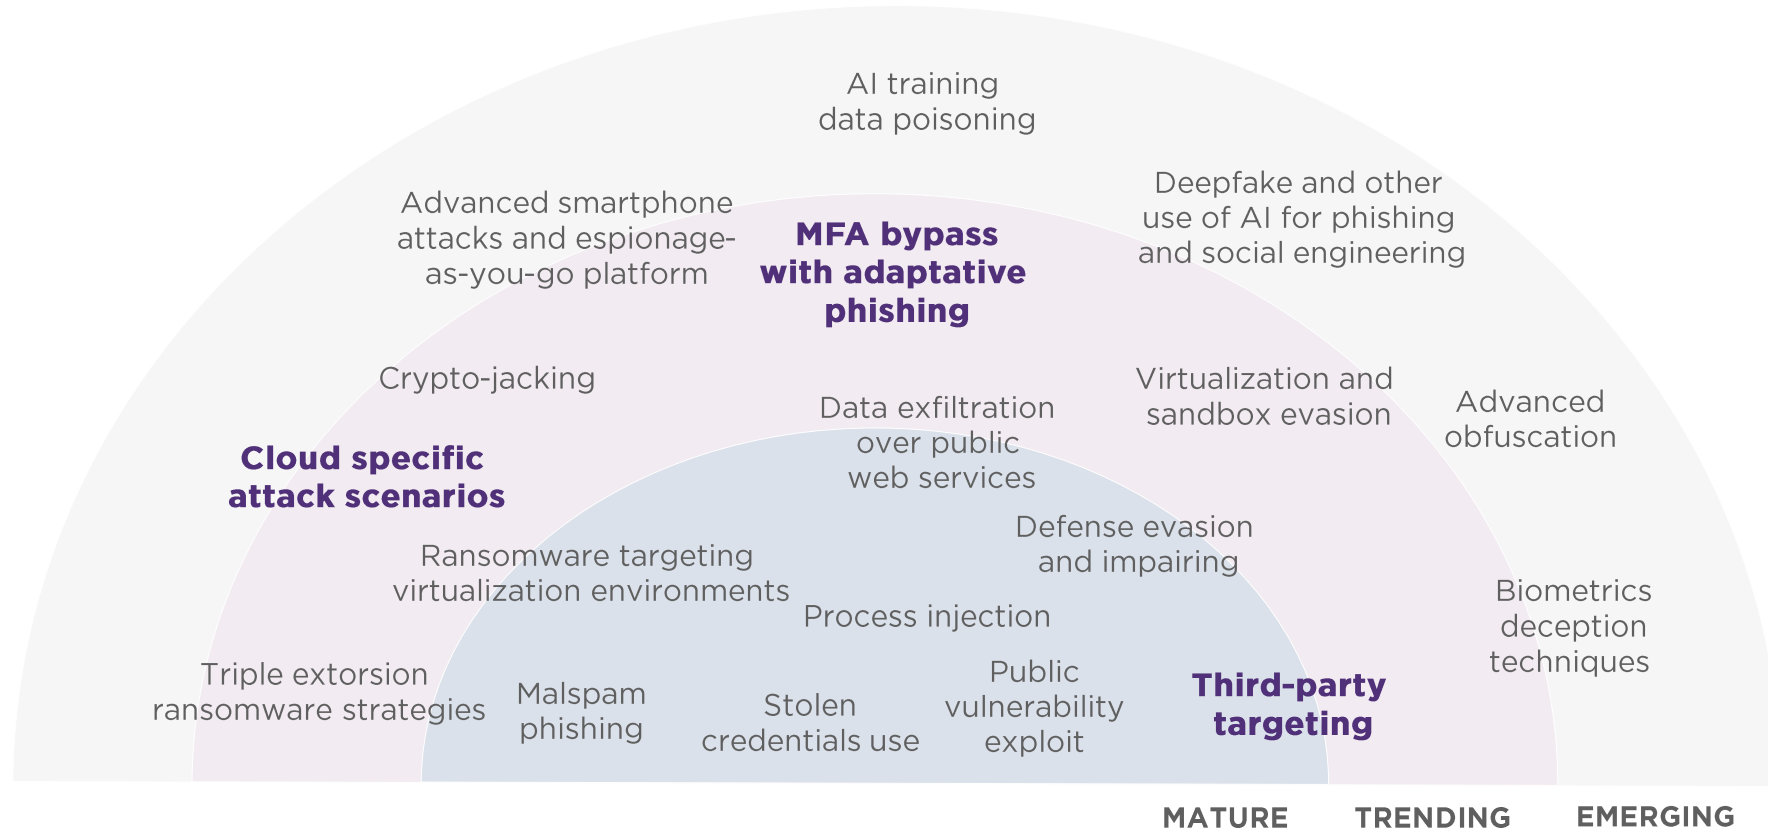 AI training
data poisoning
Deepfake and other
use of AI for phishing
and social engineering
Advanced smartphone
attacks and espionage-
as-you-go platform
MFA bypass
with adaptative
phishing
Crypto-jacking
Virtualization and
sandbox evasion
Advanced
obfuscation
Data exfiltration
over public
web services
Cloud specific
attack scenarios
Defense evasion
and impairing
Ransomware targeting
virtualization environments
Process injection
Biometrics
deception
techniques
Triple extorsion
ransomware strategies
Malspam
phishing
Stolen
credentials use
Public
vulnerability
exploit
Third-party
targeting
MATURE
TRENDING
EMERGING